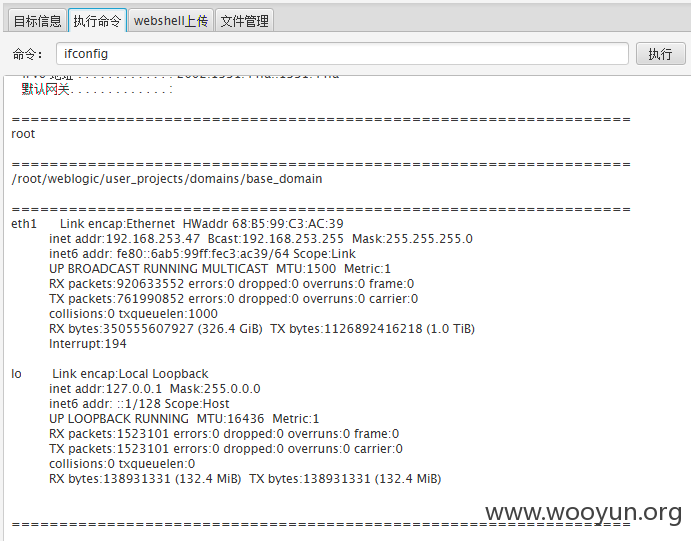 目标信息 执行命令 webshell上传 文件管理
命令： ifconfig 执行
默认网关. . . . . . . . . . . . . :
==================================================================
root
==================================================================
/root/weblogic/user_projects/domains/base_domain
==================================================================
eth1 Link encap:Ethernet HWaddr 68:B5:99:C3:AC:39
inet addr:192.168.253.47 Bcast:192.168.253.255 Mask:255.255.255.0
inet6 addr: fe80::6ab5:99ff:fec3:ac39/64 Scope:Link
UP BROADCAST RUNNING MULTICAST MTU:1500 Metric:1
RX packets:920633552 errors:0 dropped:0 overruns:0 frame:0
TX packets:761990852 errors:0 dropped:0 overruns:0 carrier:0
collisions:0 txqueuelen:1000
RX bytes:350555607927 (326.4 GiB) TX bytes:1126892416218 (1.0 TiB)
Interrupt:194
lo Link encap:Local Loopback
inet addr:127.0.0.1 Mask:255.0.0.0
inet6 addr: ::1/128 Scope:Host
UP LOOPBACK RUNNING MTU:16436 Metric:1
RX packets:1523101 errors:0 dropped:0 overruns:0 frame:0
TX packets:1523101 errors:0 dropped:0 overruns:0 carrier:0
collisions:0 txqueuelen:0
RX bytes:138931331 (132.4 MiB) TX bytes:138931331 (132.4 MiB)
www.wooyun.org
==================================================================